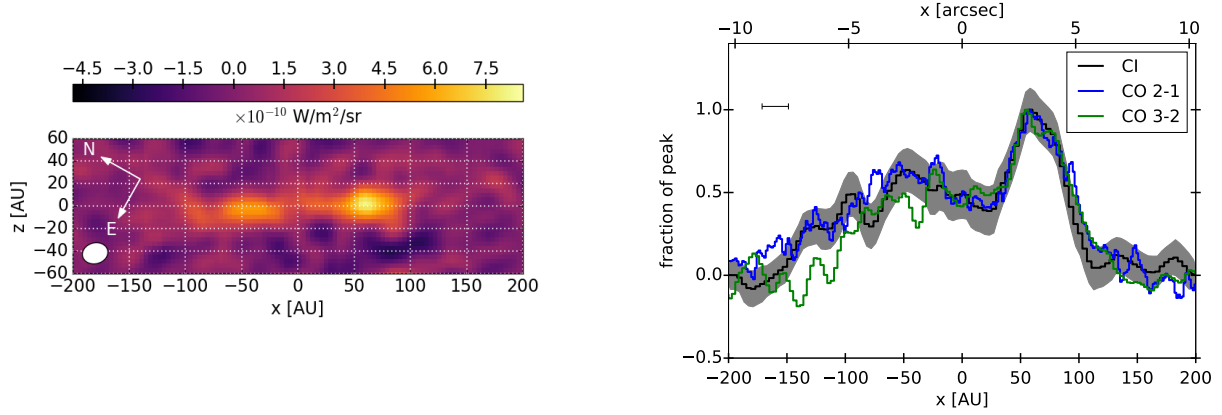 −4.5 −3.0 −1.5 0.0 1.5 3.0 4.5 6.0 7.5
×10−10 W/m2/sr
60
40
20
0
−20
−40
−60
z [AU]
N
E
−200 −150 −100 −50 0 50 100 150 200
x [AU]
x [arcsec]
−10 −5 0 5 10
CI
CO 2-1
CO 3-2
1.0
0.5
0.0
−0.5
fraction of peak
−200 −150 −100 −50 0 50 100 150 200
x [AU]